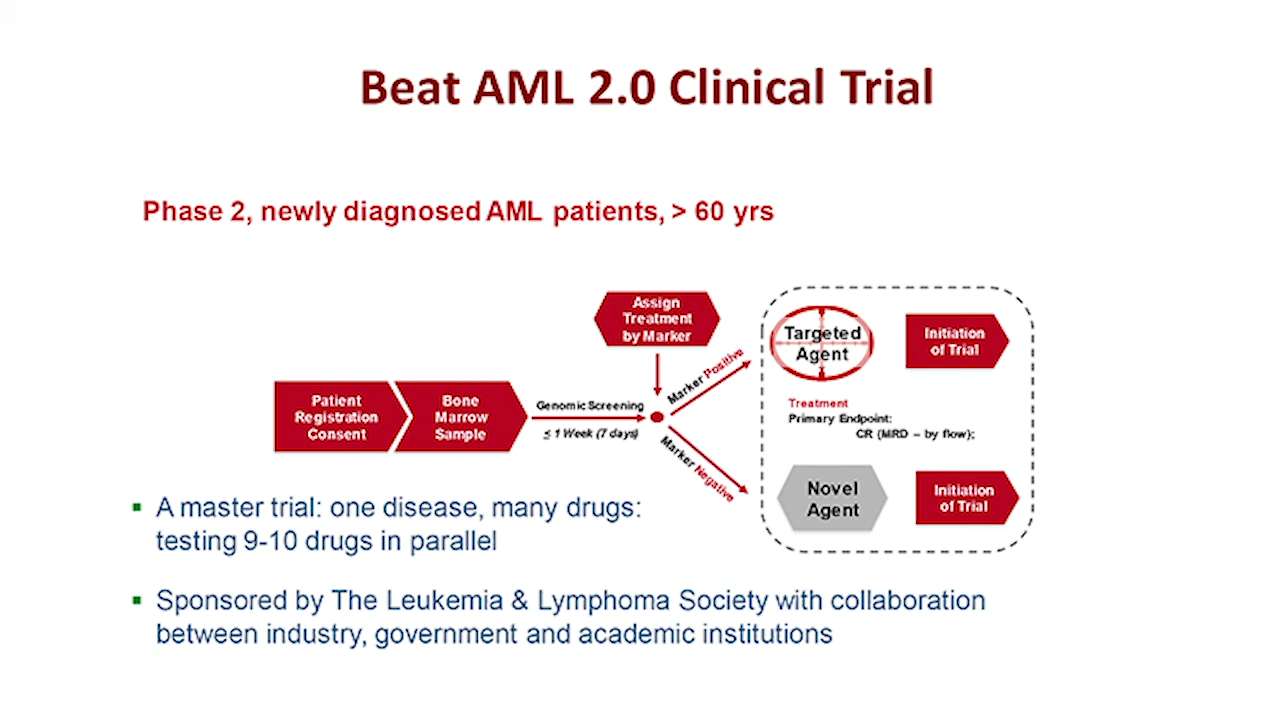 Beat AML 2.0 Clinical Trial
Phase 2, newly diagnosed AML patients, > 60 yrs
Assign
Treatment
by Marker
Patient
Registration
Consent
Bone
Marrow
Sample
Genomic Screening
≤ 1 Week (7 days)
Marker Positive
Marker Negative
Targeted
Agent
Initiation
of Trial
Treatment
Primary Endpoint:
CR (MRD – by flow);
Novel
Agent
Initiation
of Trial
▪ A master trial: one disease, many drugs:
testing 9-10 drugs in parallel
▪ Sponsored by The Leukemia & Lymphoma Society with collaboration
between industry, government and academic institutions